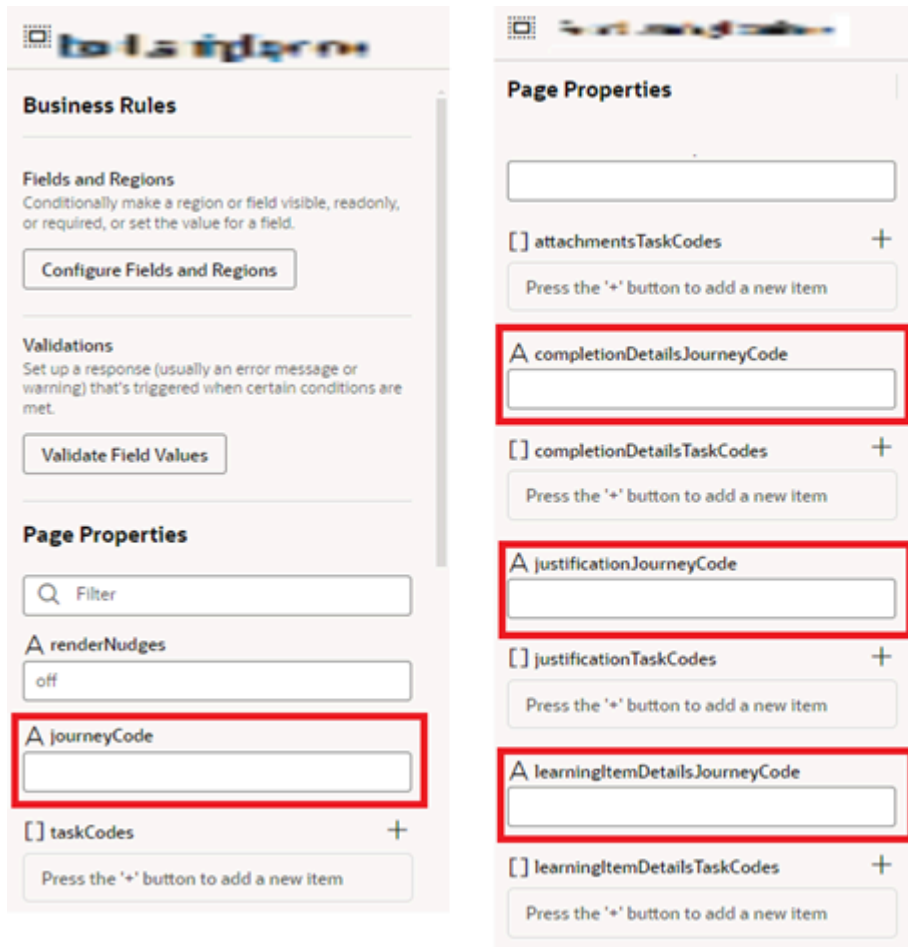 Business Rules
Fields and Regions
Conditionally make a region or field visible, readonly,
or required, or set the value for a field.
Configure Fields and Regions
Validations
Set up a response (usually an error message or
warning) that's triggered when certain conditions are
met.
Validate Field Values
Page Properties
Filter
A renderNudges
off
A journeyCode
[] taskCodes +
Press the '+' button to add a new item
Page Properties
[] attachmentsTaskCodes +
Press the '+' button to add a new item
A completionDetailsJourneyCode
[] completionDetailsTaskCodes +
Press the '+' button to add a new item
A justificationJourneyCode
[] justificationTaskCodes +
Press the '+' button to add a new item
A learningItemDetailsJourneyCode
[] learningItemDetailsTaskCodes +
Press the '+' button to add a new item